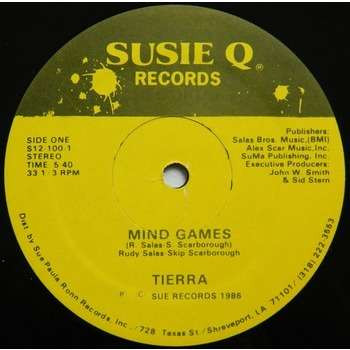 SUSIE Q®
RECORDS
SIDE ONE
S12-100-1
STEREO
TIME 5:40
33 1/3 RPM
Publishers:
Salas Bros. Music,(BMI)
Alex Scar Music,Inc.
SuMa Publishing, Inc.
Executive Producers:
John W. Smith
& Sid Stern
MIND GAMES
(R. Salas-S. Scarborough)
Rudy Salas-Skip Scarborough
TIERRA
P C SUE RECORDS 1986
Dist. by Sue Paula Ronn Records, Inc. / 728 Texas St. / Shreveport, LA 71101 / (318) 222-3563